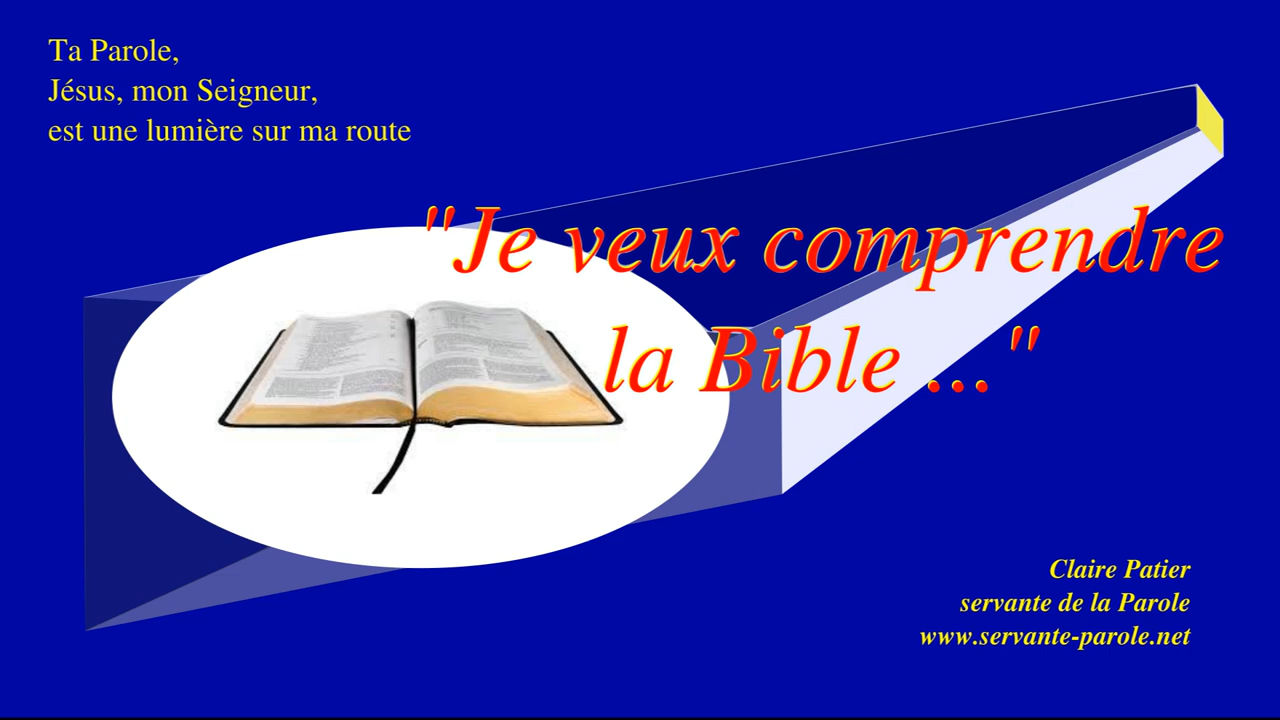 Ta Parole,
Jésus, mon Seigneur,
est une lumière sur ma route
"Je veux comprendre
la Bible ..."
Claire Patier
servante de la Parole
www.servante-parole.net